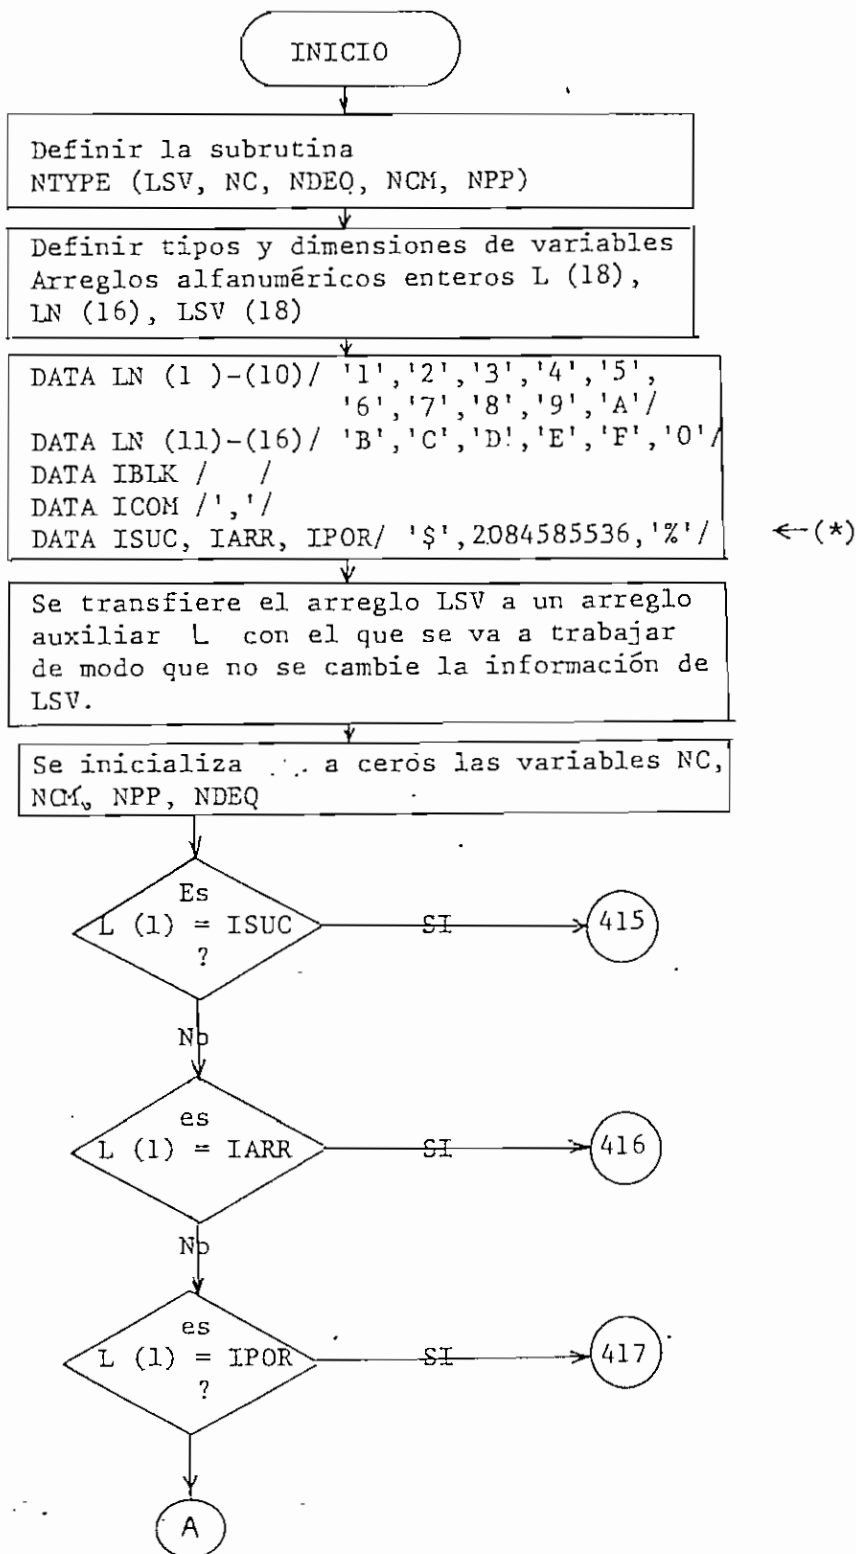 INICIO
Definir la subrutina
NTYPE (LSV, NC, NDEQ, NCM, NPP)
Definir tipos y dimensiones de variables
Arreglos alfanuméricos enteros L (18),
LN (16), LSV (18)
DATA LN (1 )-(10)/ '1','2','3','4','5',
'6','7','8','9','A'/
DATA LN (11)-(16)/ 'B','C','D','E','F','0'/
DATA IBLK /   /
DATA ICOM /','/
DATA ISUC, IARR, IPOR/ '$',2084585536,'%'/ ←(*)
Se transfiere el arreglo LSV a un arreglo
auxiliar L con el que se va a trabajar
de modo que no se cambie la información de
LSV.
Se inicializa a ceros las variables NC,
NCM, NPP, NDEQ
Es
L (1) = ISUC SI 415
?
No
es
L (1) = IARR SI 416
No
es
L (1) = IPOR SI 417
?
A